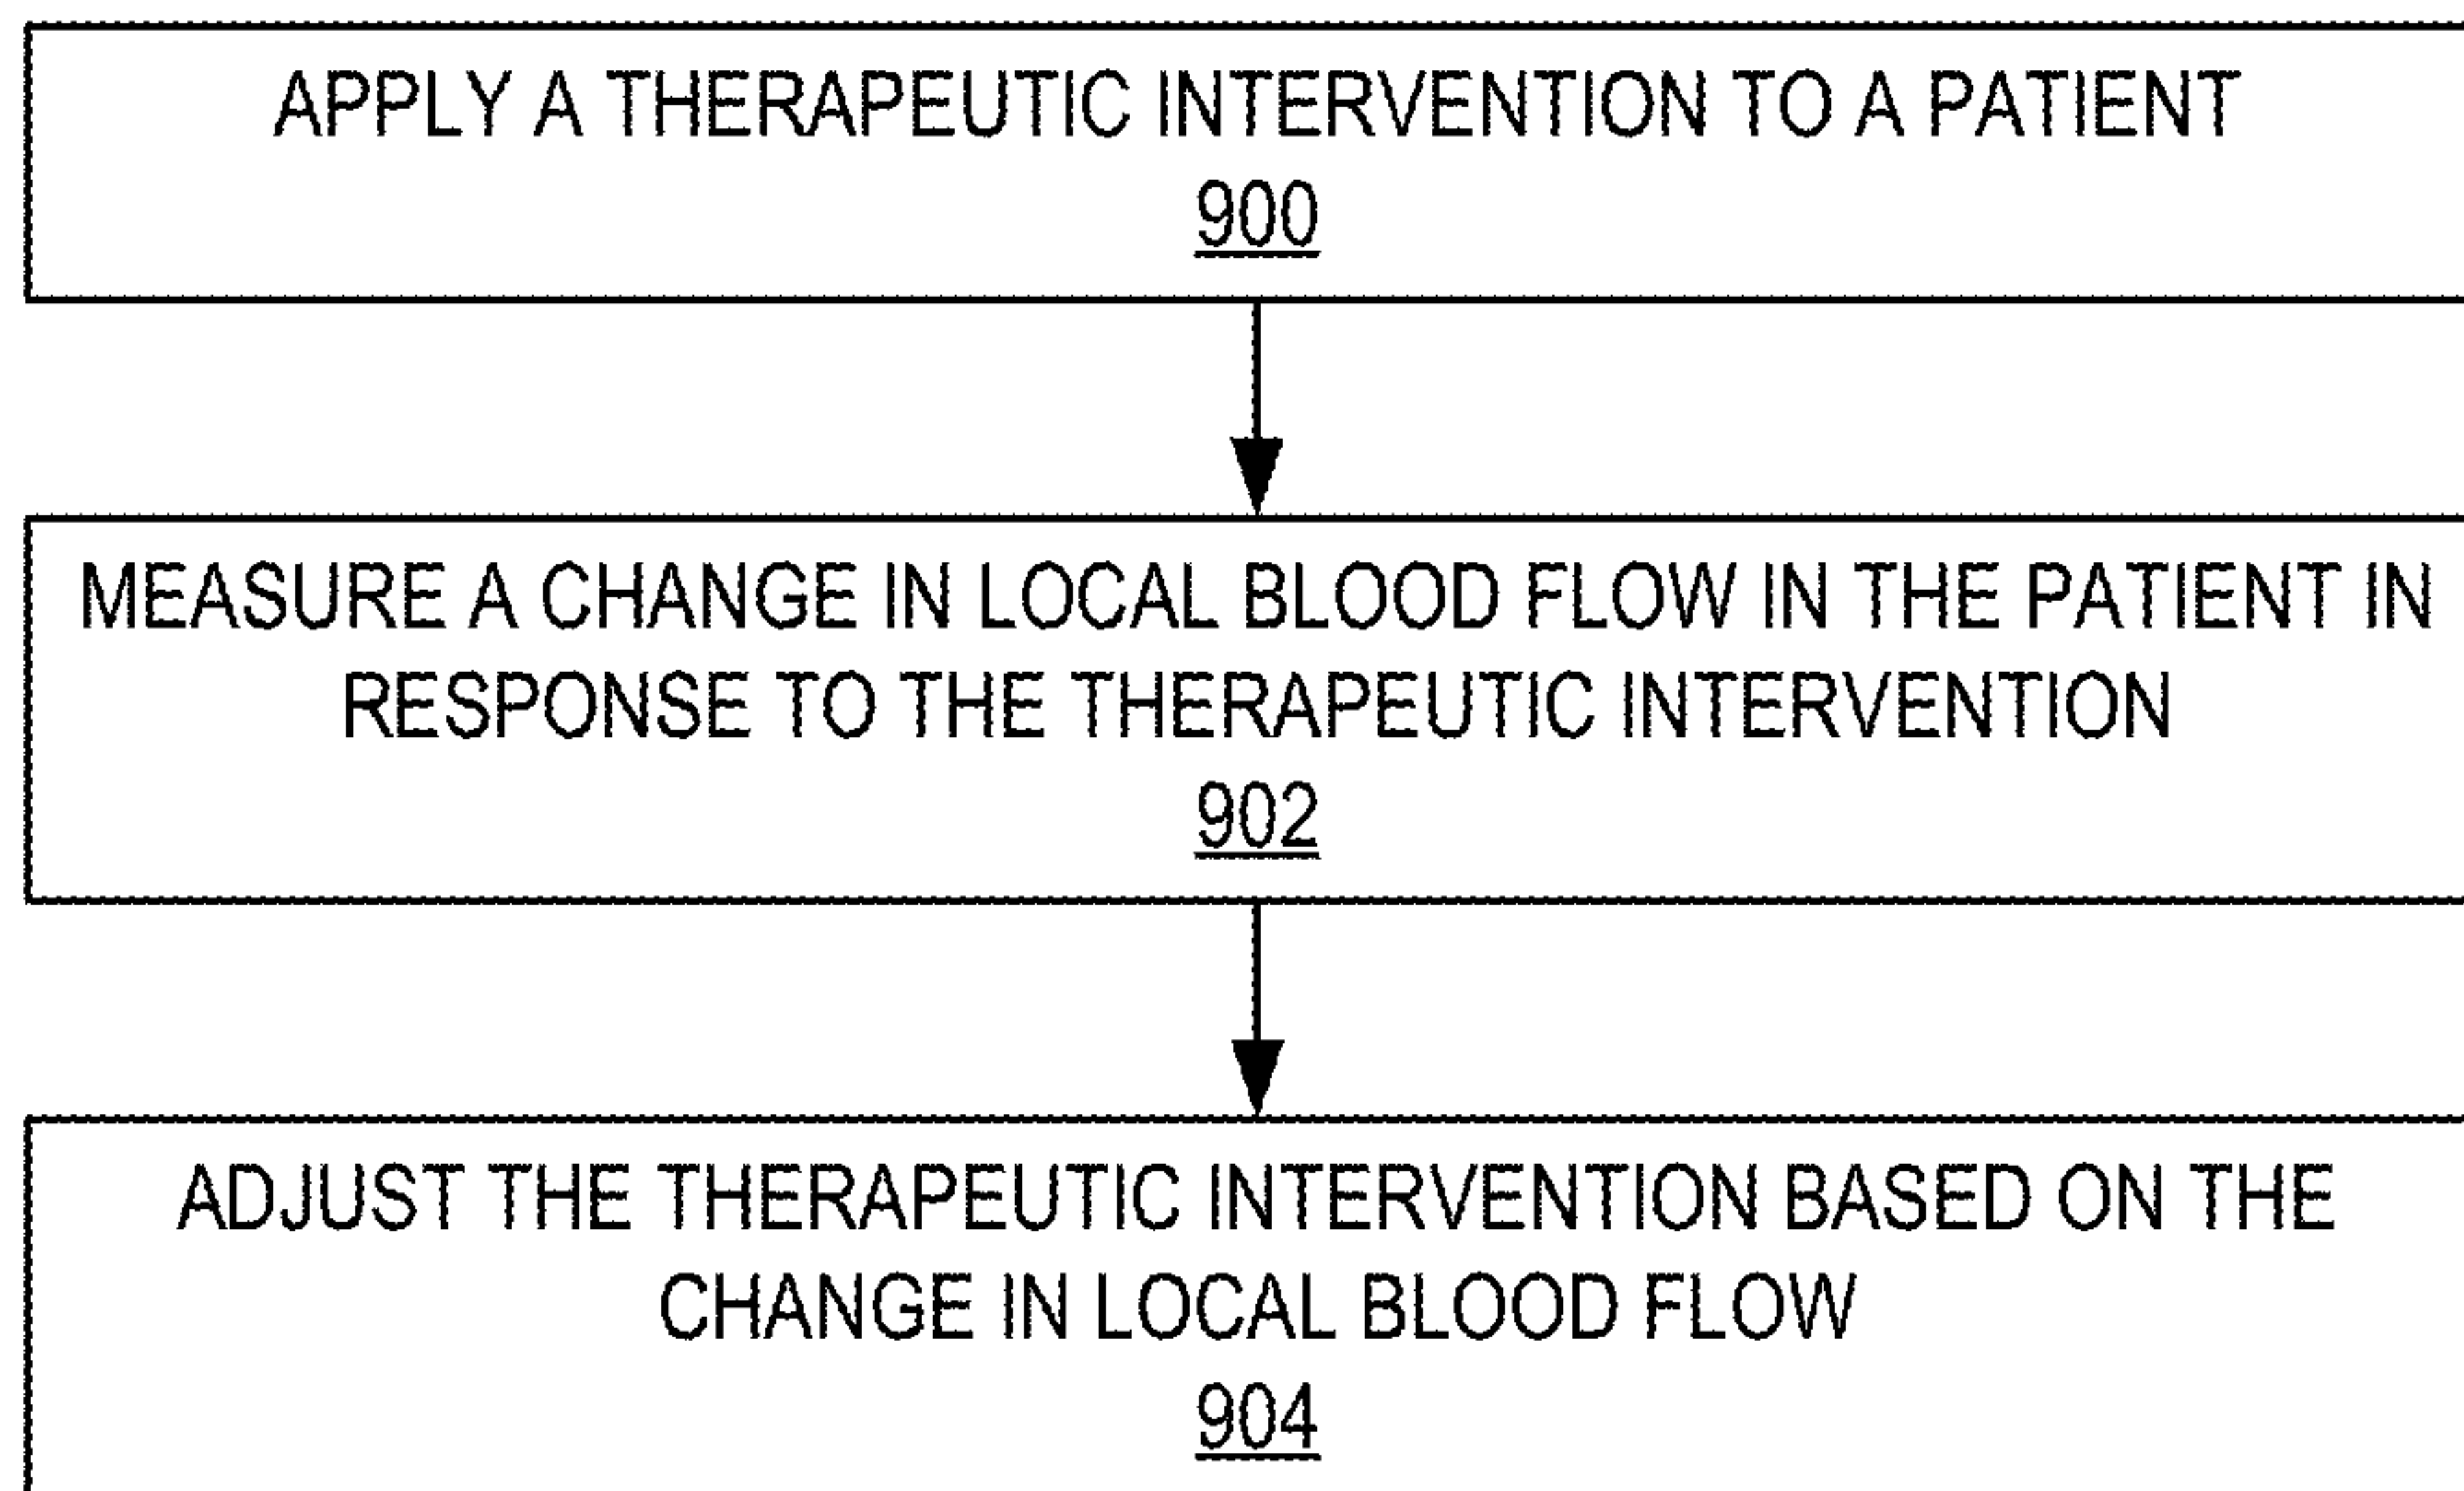 APPLY A THERAPEUTIC INTERVENTION TO A PATIENT
900
MEASURE A CHANGE IN LOCAL BLOOD FLOW IN THE PATIENT IN
RESPONSE TO THE THERAPEUTIC INTERVENTION
902
ADJUST THE THERAPEUTIC INTERVENTION BASED ON THE
CHANGE IN LOCAL BLOOD FLOW
904